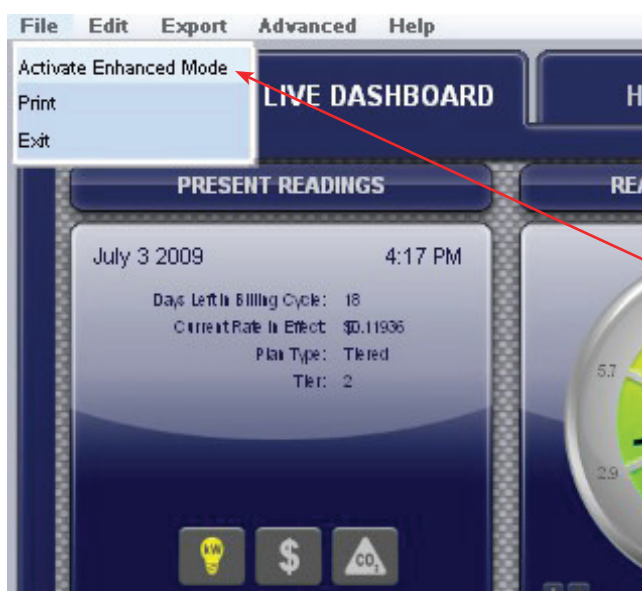 File Edit Export Advanced Help
Activate Enhanced Mode
Print
Exit
LIVE DASHBOARD
H
PRESENT READINGS
REA
July 3 2009 4:17 PM
Days Left in Billing Cycle: 18
Current Rate in Effect: $0.11936
Plan Type: Tiered
Tier: 2
5.7
2.9
kW
$
CO2